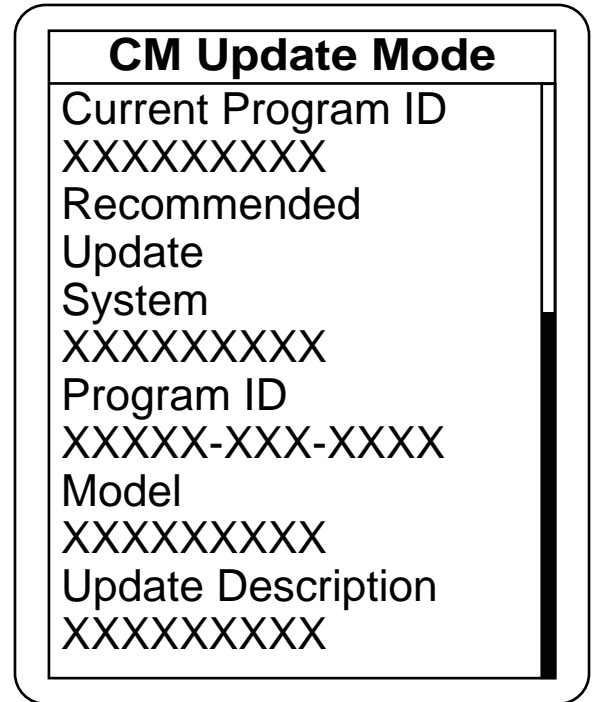 CM Update Mode
Current Program ID
XXXXXXXXX
Recommended
Update
System
XXXXXXXXX
Program ID
XXXXX-XXX-XXXX
Model
XXXXXXXXX
Update Description
XXXXXXXXX